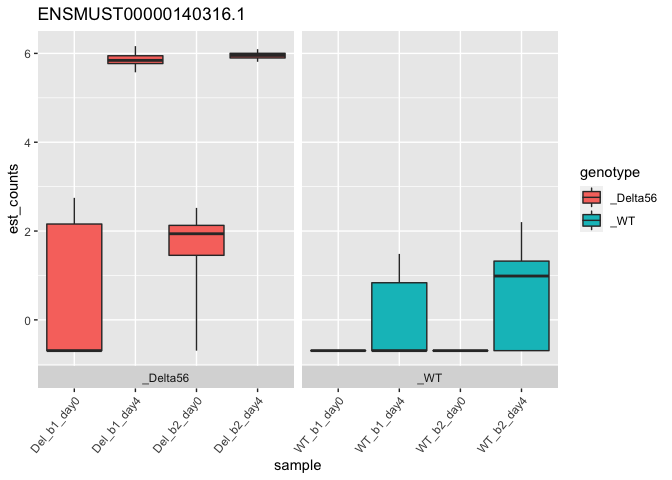 ENSMUST00000140316.1
est_counts
6
4
2
0
_Delta56
_WT
Del_b1_day0
Del_b1_day4
Del_b2_day0
Del_b2_day4
WT_b1_day0
WT_b1_day4
WT_b2_day0
WT_b2_day4
sample
genotype
_Delta56
_WT